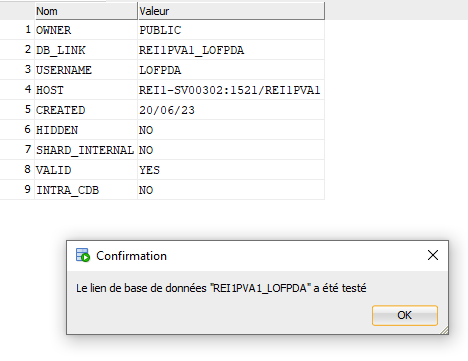 Nom Valeur
1 OWNER PUBLIC
2 DB_LINK REI1PVA1_LOFPDA
3 USERNAME LOFPDA
4 HOST REI1-SV00302:1521/REI1PVA1
5 CREATED 20/06/23
6 HIDDEN NO
7 SHARD_INTERNAL NO
8 VALID YES
9 INTRA_CDB NO
Confirmation
Le lien de base de données "REI1PVA1_LOFPDA" a été testé
OK